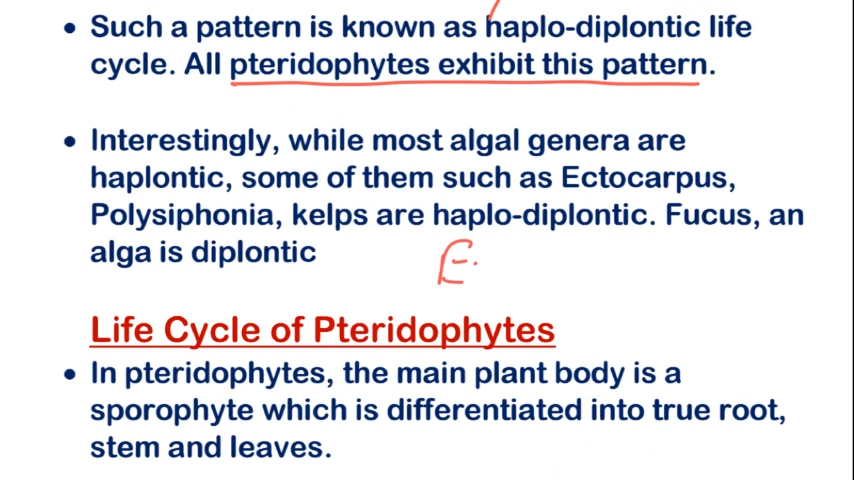 • Such a pattern is known as haplo-diplontic life
cycle. All pteridophytes exhibit this pattern.
• Interestingly, while most algal genera are
haplontic, some of them such as Ectocarpus,
Polysiphonia, kelps are haplo-diplontic. Fucus, an
alga is diplontic
E.
Life Cycle of Pteridophytes
• In pteridophytes, the main plant body is a
sporophyte which is differentiated into true root,
stem and leaves.